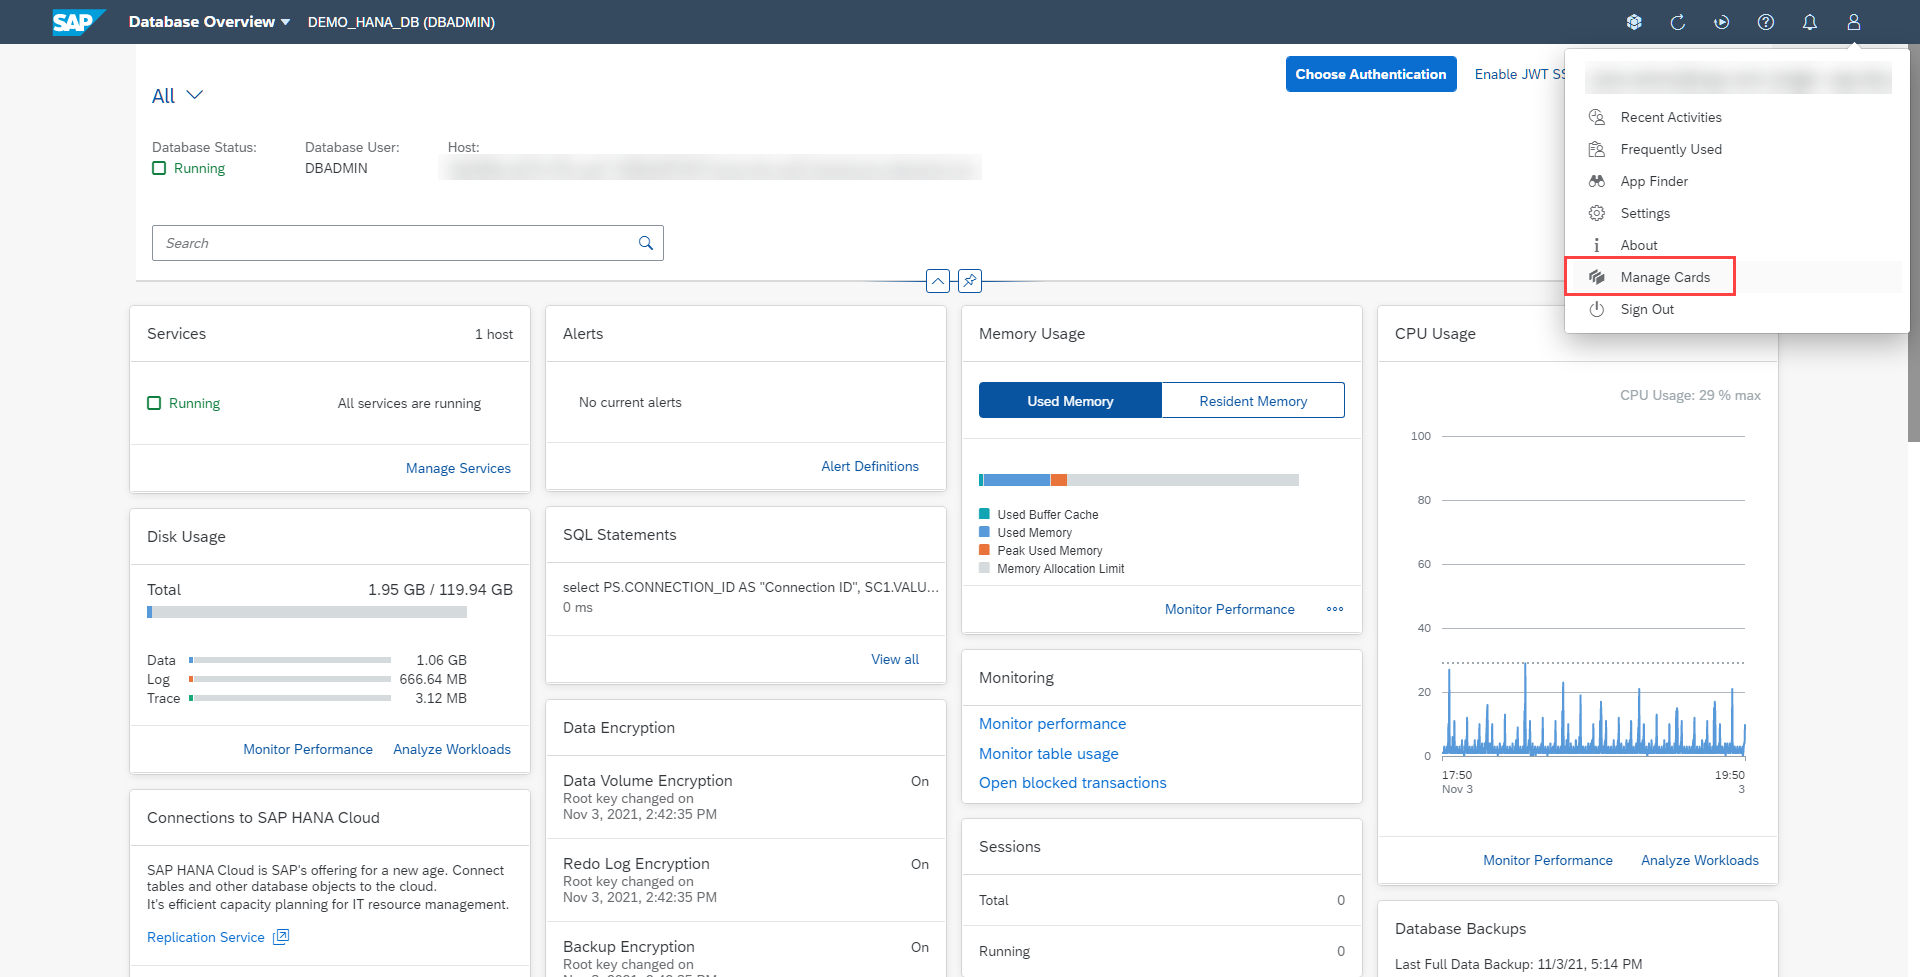 SAP Database Overview DEMO_HANA_DB (DBADMIN)
Choose Authentication Enable JWT SS
All
Database Status: Database User: Host:
Running DBADMIN
Search
Recent Activities
Frequently Used
App Finder
Settings
About
Manage Cards
Sign Out
Services 1 host
Running All services are running
Manage Services
Disk Usage
Total 1.95 GB / 119.94 GB
Data 1.06 GB
Log 666.64 MB
Trace 3.12 MB
Monitor Performance Analyze Workloads
Connections to SAP HANA Cloud
SAP HANA Cloud is SAP's offering for a new age. Connect
tables and other database objects to the cloud.
It's efficient capacity planning for IT resource management.
Replication Service
Alerts
No current alerts
Alert Definitions
SQL Statements
select PS.CONNECTION_ID AS "Connection ID", SC1.VALU...
0 ms
View all
Data Encryption
Data Volume Encryption On
Root key changed on
Nov 3, 2021, 2:42:35 PM
Redo Log Encryption On
Root key changed on
Nov 3, 2021, 2:42:35 PM
Backup Encryption On
Root key changed on
Memory Usage
Used Memory Resident Memory
Used Buffer Cache
Used Memory
Peak Used Memory
Memory Allocation Limit
Monitor Performance
Monitoring
Monitor performance
Monitor table usage
Open blocked transactions
Sessions
Total 0
Running 0
CPU Usage
CPU Usage: 29 % max
100
80
60
40
20
0
17:50 19:50
Nov 3 3
Monitor Performance Analyze Workloads
Database Backups
Last Full Data Backup: 11/3/21, 5:14 PM